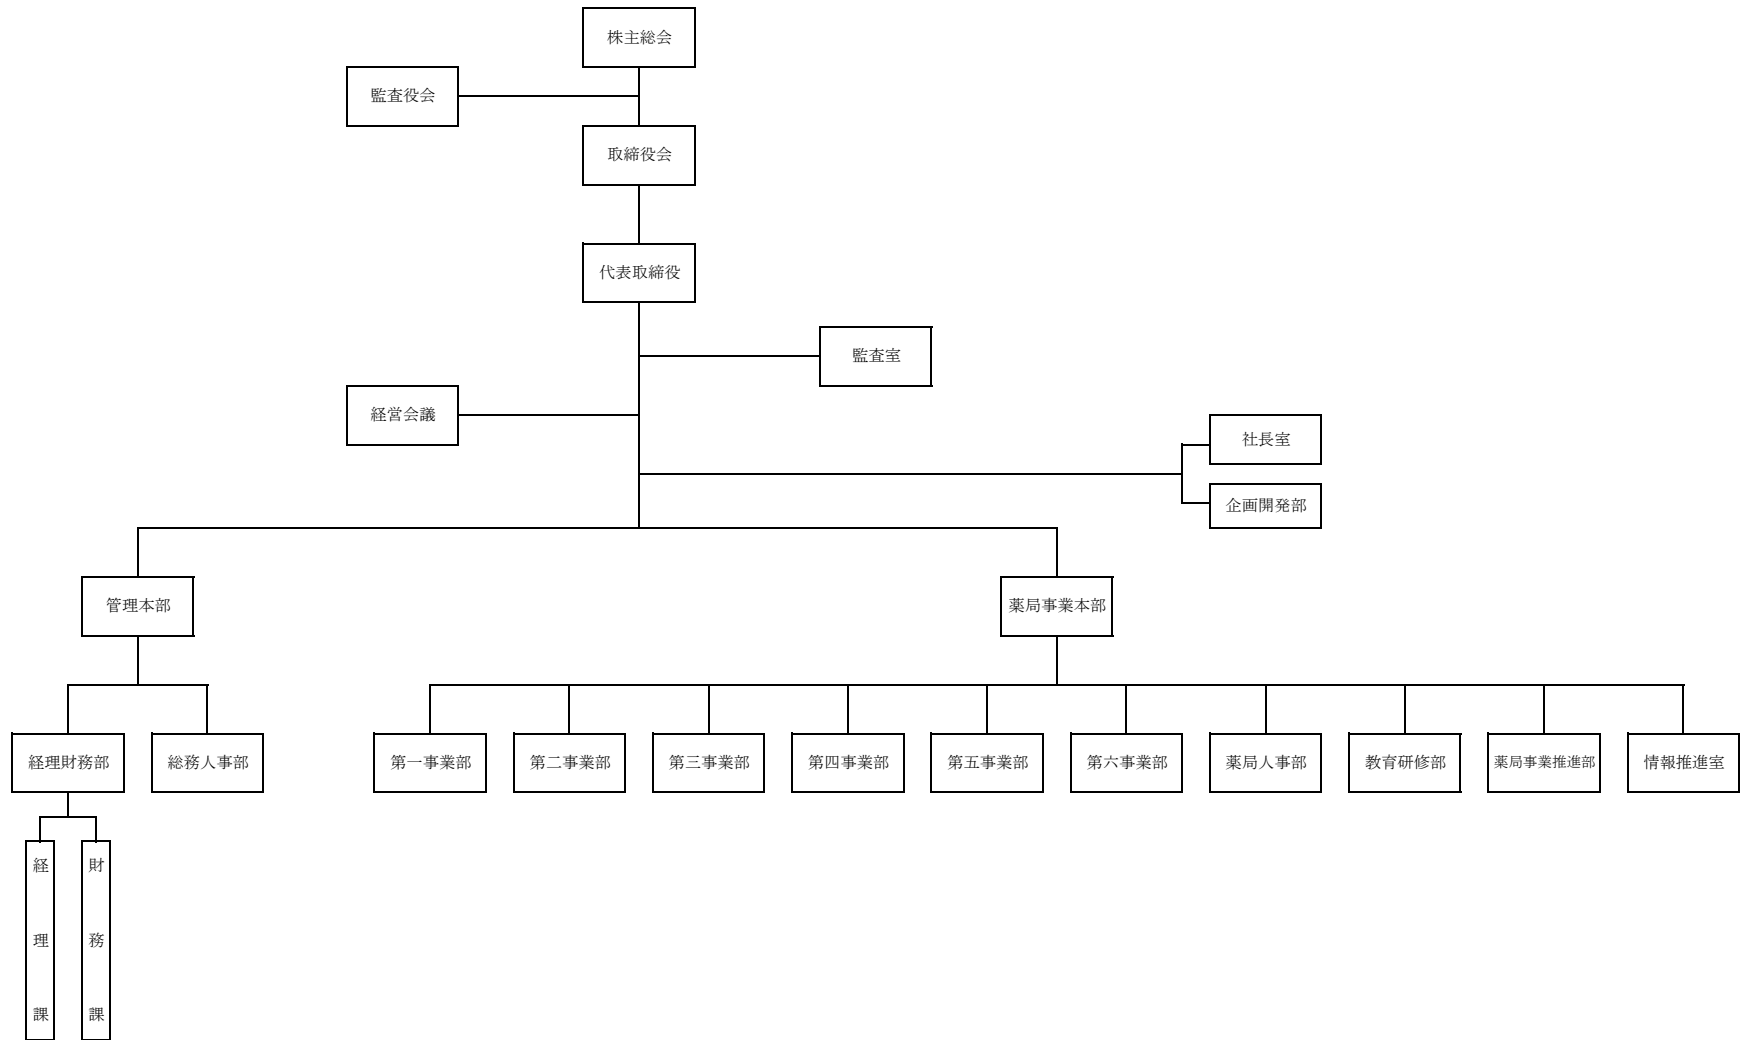 株主総会
監査役会
取締役会
代表取締役
監査室
経営会議
社長室
企画開発部
管理本部
薬局事業本部
経理財務部
総務人事部
第一事業部
第二事業部
第三事業部
第四事業部
第五事業部
第六事業部
薬局人事部
教育研修部
薬局事業推進部
情報推進室
経理課
財務課